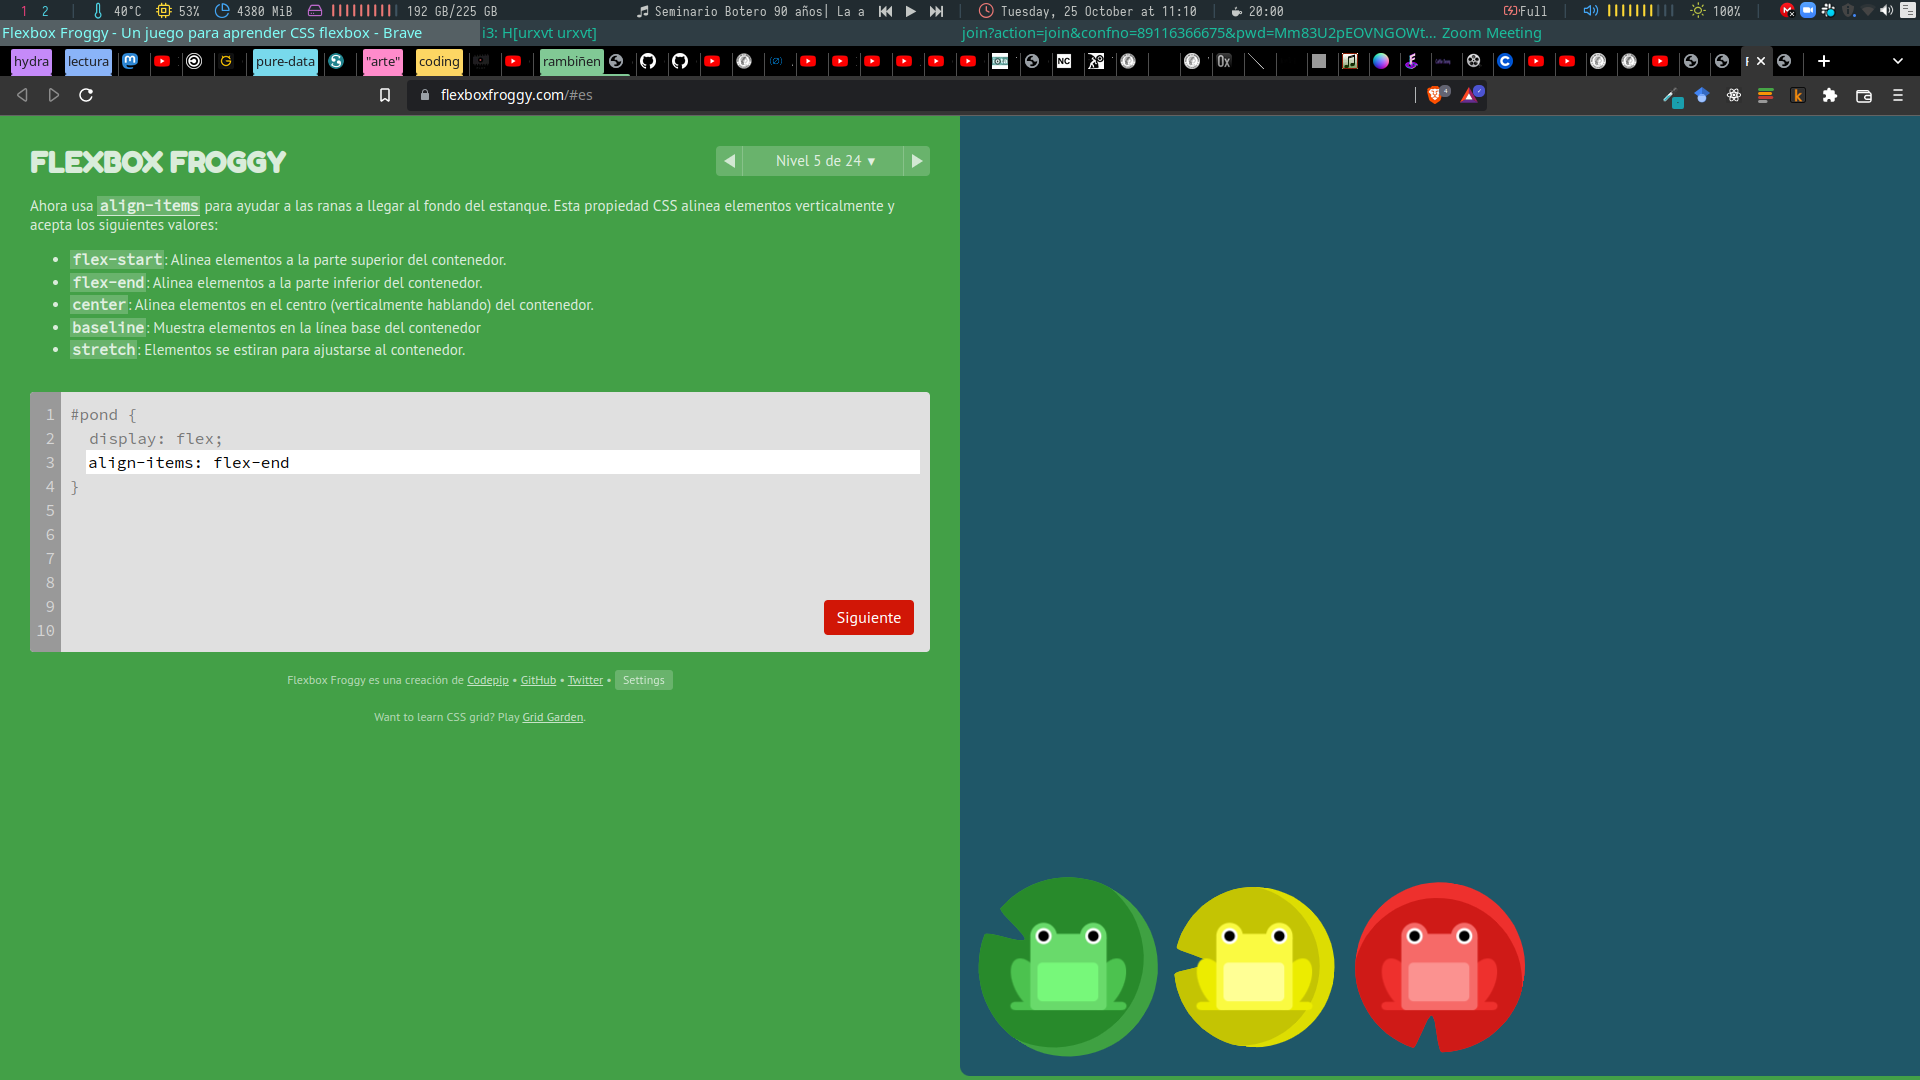 1 2 40°C 53% 4380 MiB 192 GB/225 GB Seminario Botero 90 años| La a Tuesday, 25 October at 11:10 20:00 Full 100%
Flexbox Froggy - Un juego para aprender CSS flexbox - Brave i3: H[urxvt urxvt] join?action=join&confno=89116366675&pwd=Mm83U2pEOVNGOWt... Zoom Meeting
hydra lectura pure-data "arte" coding rambiñen
flexboxfroggy.com/#es
FLEXBOX FROGGY
Nivel 5 de 24 ▼
Ahora usa align-items para ayudar a las ranas a llegar al fondo del estanque. Esta propiedad CSS alinea elementos verticalmente y
acepta los siguientes valores:
• flex-start: Alinea elementos a la parte superior del contenedor.
• flex-end: Alinea elementos a la parte inferior del contenedor.
• center: Alinea elementos en el centro (verticalmente hablando) del contenedor.
• baseline: Muestra elementos en la línea base del contenedor
• stretch: Elementos se estiran para ajustarse al contenedor.
1 #pond {
2 display: flex;
3 align-items: flex-end
4 }
5
6
7
8
9
10
Siguiente
Flexbox Froggy es una creación de Codepip • GitHub • Twitter • Settings
Want to learn CSS grid? Play Grid Garden.